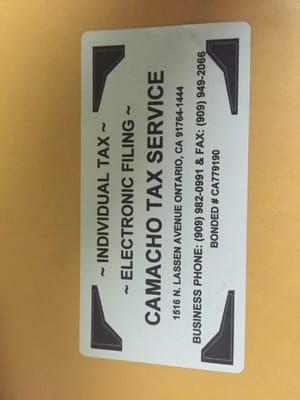 ~ INDIVIDUAL TAX ~
~ ELECTRONIC FILING ~
CAMACHO TAX SERVICE
1516 N. LASSEN AVENUE ONTARIO, CA 91764-1444
BUSINESS PHONE: (909) 982-0991 & FAX: (909) 949-2066
BONDED # CA779190